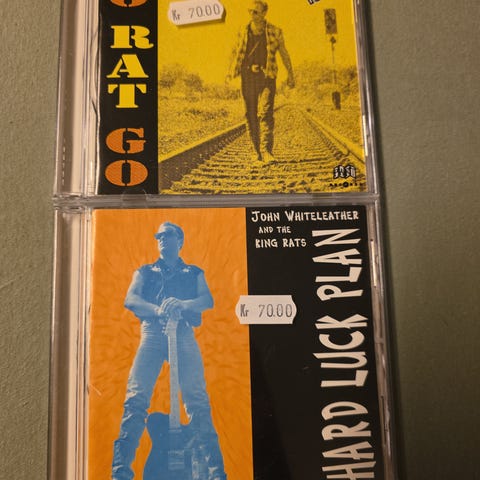 Kr 70.00
RAT
GO
JOHN WHITELEATHER
AND THE
KING RATS
Kr 70.00
HARD LUCK PLAN